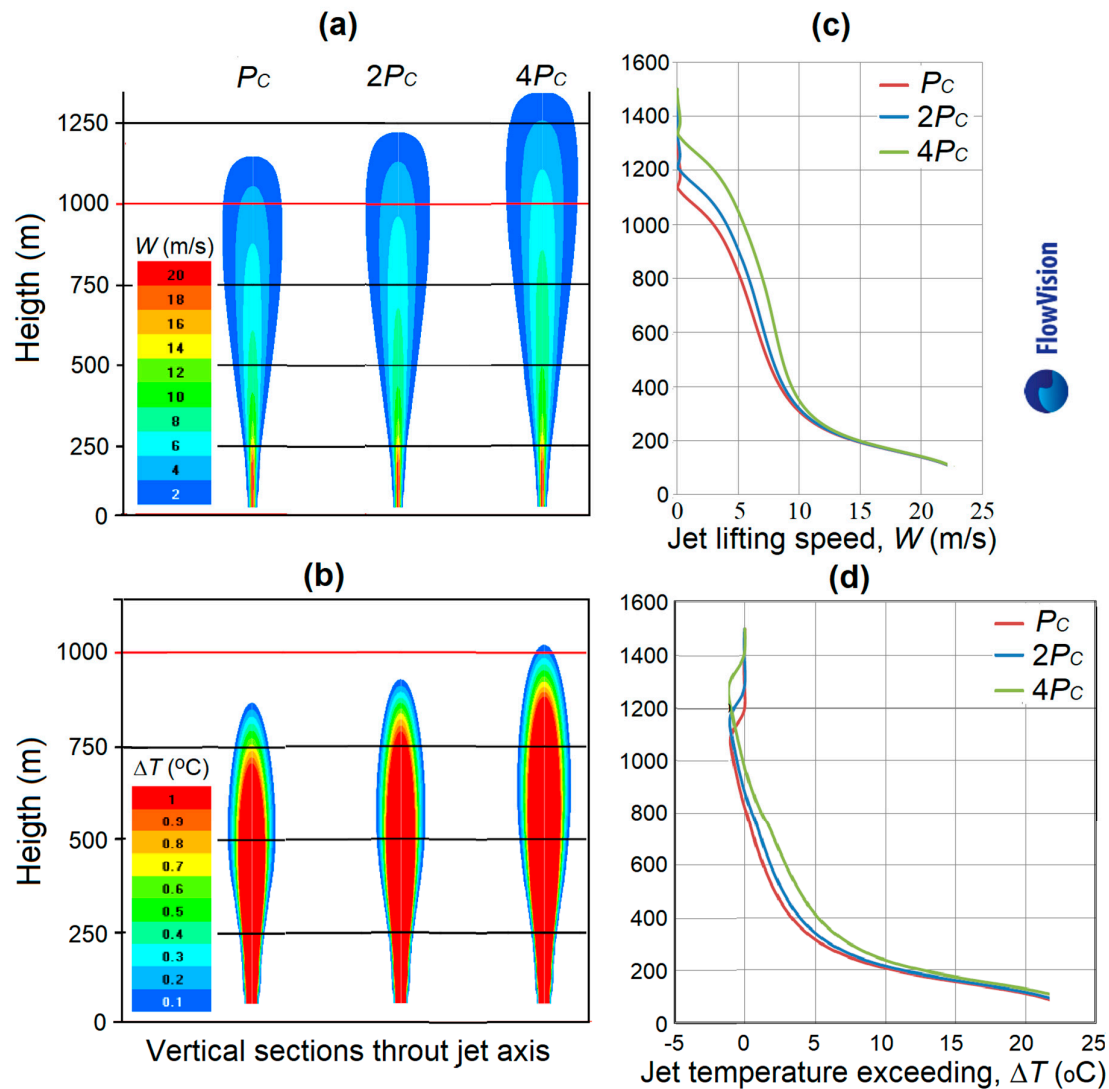 (a)
PC 2PC 4PC
Heigth (m)
1250
1000
750
500
250
0
W (m/s)
20
18
16
14
12
10
8
6
4
2
(c)
1600
1400
1200
1000
800
600
400
200
0
PC
2PC
4PC
0 5 10 15 20 25
Jet lifting speed, W (m/s)
FlowVision
(b)
Heigth (m)
1000
750
500
250
0
ΔT (oC)
1
0.9
0.8
0.7
0.6
0.5
0.4
0.3
0.2
0.1
Vertical sections throut jet axis
(d)
1600
1400
1200
1000
800
600
400
200
0
PC
2PC
4PC
-5 0 5 10 15 20 25
Jet temperature exceeding, ΔT (oC)